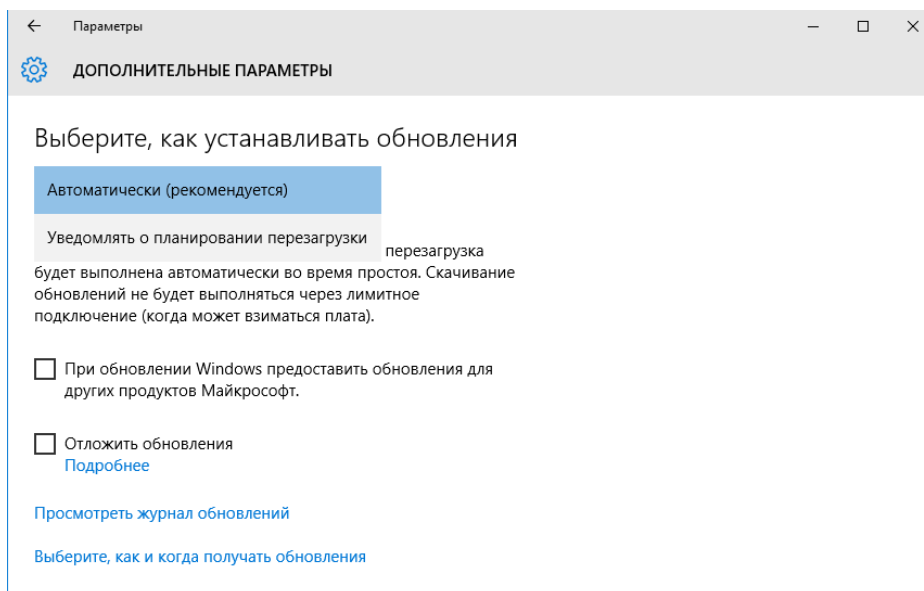 Параметры
ДОПОЛНИТЕЛЬНЫЕ ПАРАМЕТРЫ
Выберите, как устанавливать обновления
Автоматически (рекомендуется)
Уведомлять о планировании перезагрузки
перезагрузка
будет выполнена автоматически во время простоя. Скачивание
обновлений не будет выполняться через лимитное
подключение (когда может взиматься плата).
При обновлении Windows предоставить обновления для
других продуктов Майкрософт.
Отложить обновления
Подробнее
Просмотреть журнал обновлений
Выберите, как и когда получать обновления